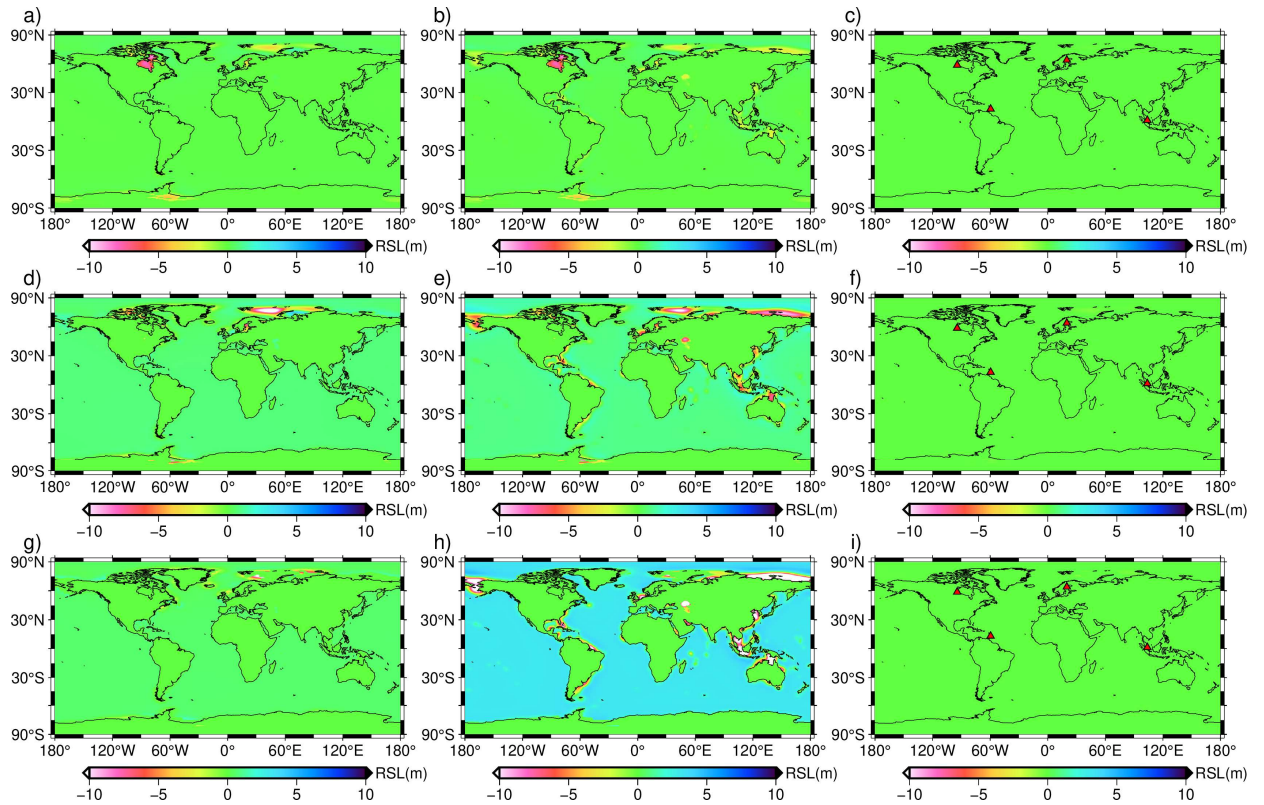 a) b) c)
90°N 90°N 90°N
30°N 30°N 30°N
30°S 30°S 30°S
90°S 90°S 90°S
180° 120°W 60°W 0° 60°E 120°E 180° 180° 120°W 60°W 0° 60°E 120°E 180° 180° 120°W 60°W 0° 60°E 120°E 180°
RSL(m) RSL(m) RSL(m)
−10 −5 0 5 10 −10 −5 0 5 10 −10 −5 0 5 10
d) e) f)
90°N 90°N 90°N
30°N 30°N 30°N
30°S 30°S 30°S
90°S 90°S 90°S
180° 120°W 60°W 0° 60°E 120°E 180° 180° 120°W 60°W 0° 60°E 120°E 180° 180° 120°W 60°W 0° 60°E 120°E 180°
RSL(m) RSL(m) RSL(m)
−10 −5 0 5 10 −10 −5 0 5 10 −10 −5 0 5 10
g) h) i)
90°N 90°N 90°N
30°N 30°N 30°N
30°S 30°S 30°S
90°S 90°S 90°S
180° 120°W 60°W 0° 60°E 120°E 180° 180° 120°W 60°W 0° 60°E 120°E 180° 180° 120°W 60°W 0° 60°E 120°E 180°
RSL(m) RSL(m) RSL(m)
−10 −5 0 5 10 −10 −5 0 5 10 −10 −5 0 5 10